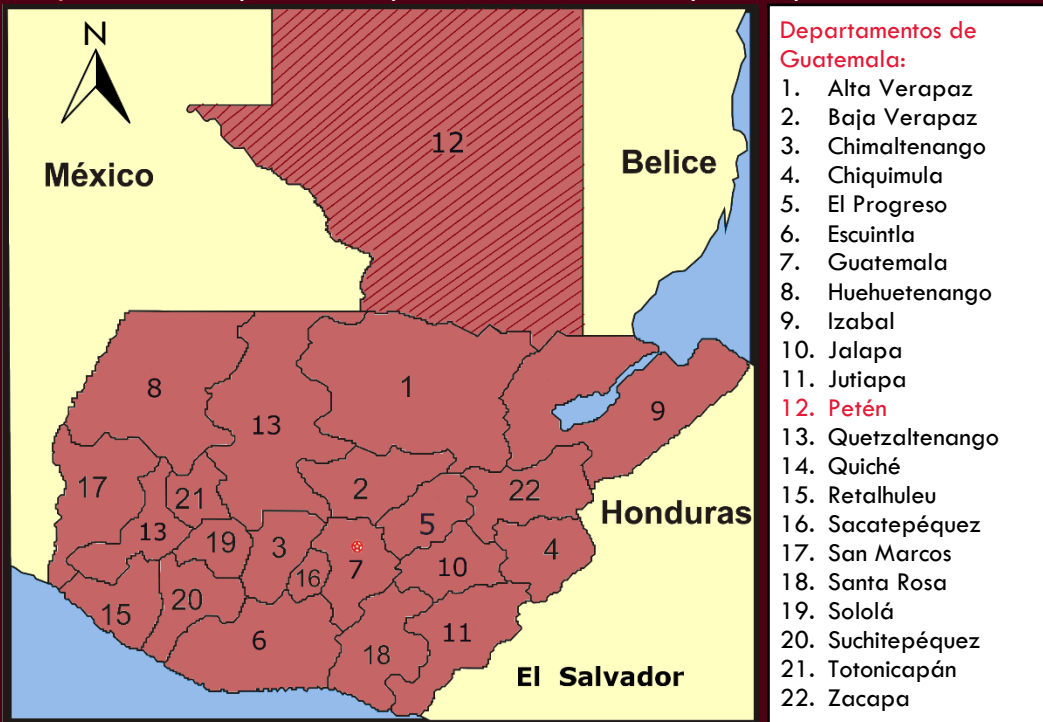 N
México
Belice
Honduras
El Salvador
12
8
1
13
9
17
21
2
22
5
13
19
3
4
16
7
10
15
20
6
18
11
Departamentos de
Guatemala:
1. Alta Verapaz
2. Baja Verapaz
3. Chimaltenango
4. Chiquimula
5. El Progreso
6. Escuintla
7. Guatemala
8. Huehuetenango
9. Izabal
10. Jalapa
11. Jutiapa
12. Petén
13. Quetzaltenango
14. Quiché
15. Retalhuleu
16. Sacatepéquez
17. San Marcos
18. Santa Rosa
19. Sololá
20. Suchitepéquez
21. Totonicapán
22. Zacapa